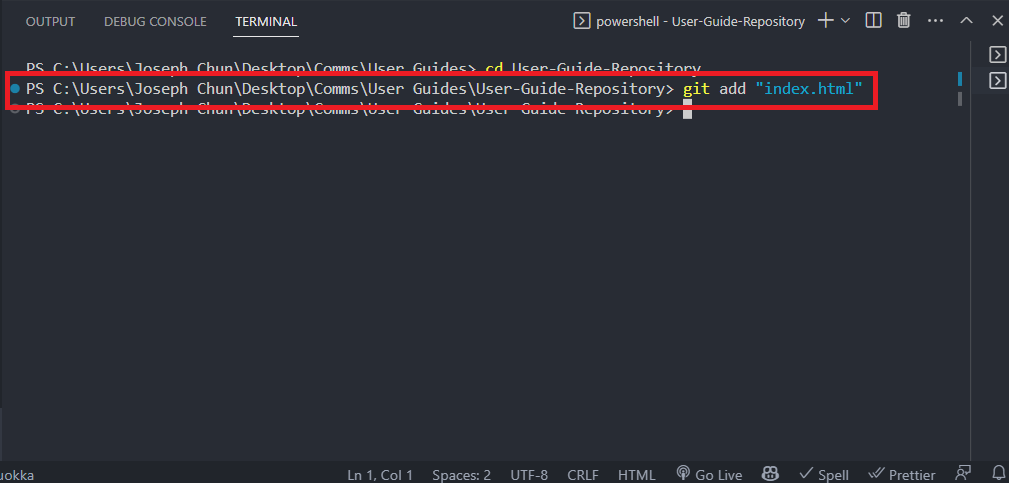 OUTPUT DEBUG CONSOLE TERMINAL powershell - User-Guide-Repository
PS C:\Users\Joseph Chun\Desktop\Comms\User Guides> cd User-Guide-Repository
PS C:\Users\Joseph Chun\Desktop\Comms\User Guides\User-Guide-Repository> git add "index.html"
PS C:\Users\Joseph Chun\Desktop\Comms\User Guides\User-Guide-Repository>
uokka Ln 1, Col 1 Spaces: 2 UTF-8 CRLF HTML Go Live Spell Prettier